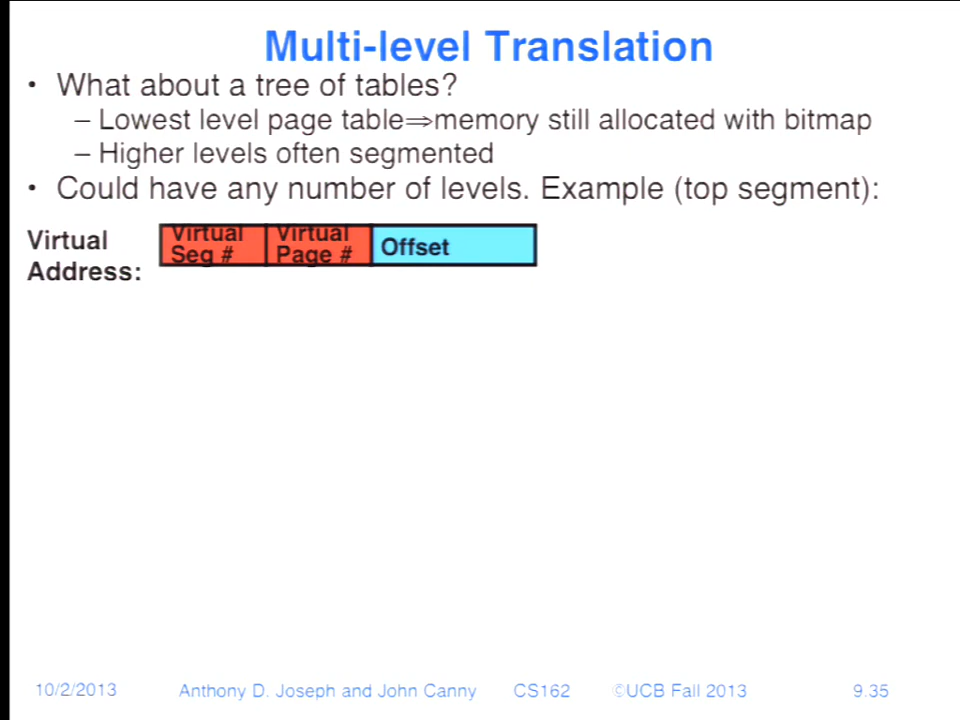 Multi-level Translation
• What about a tree of tables?
– Lowest level page table⇒memory still allocated with bitmap
– Higher levels often segmented
• Could have any number of levels. Example (top segment):
Virtual Address:
Virtual Seg #
Virtual Page #
Offset
10/2/2013 Anthony D. Joseph and John Canny CS162 ©UCB Fall 2013 9.35